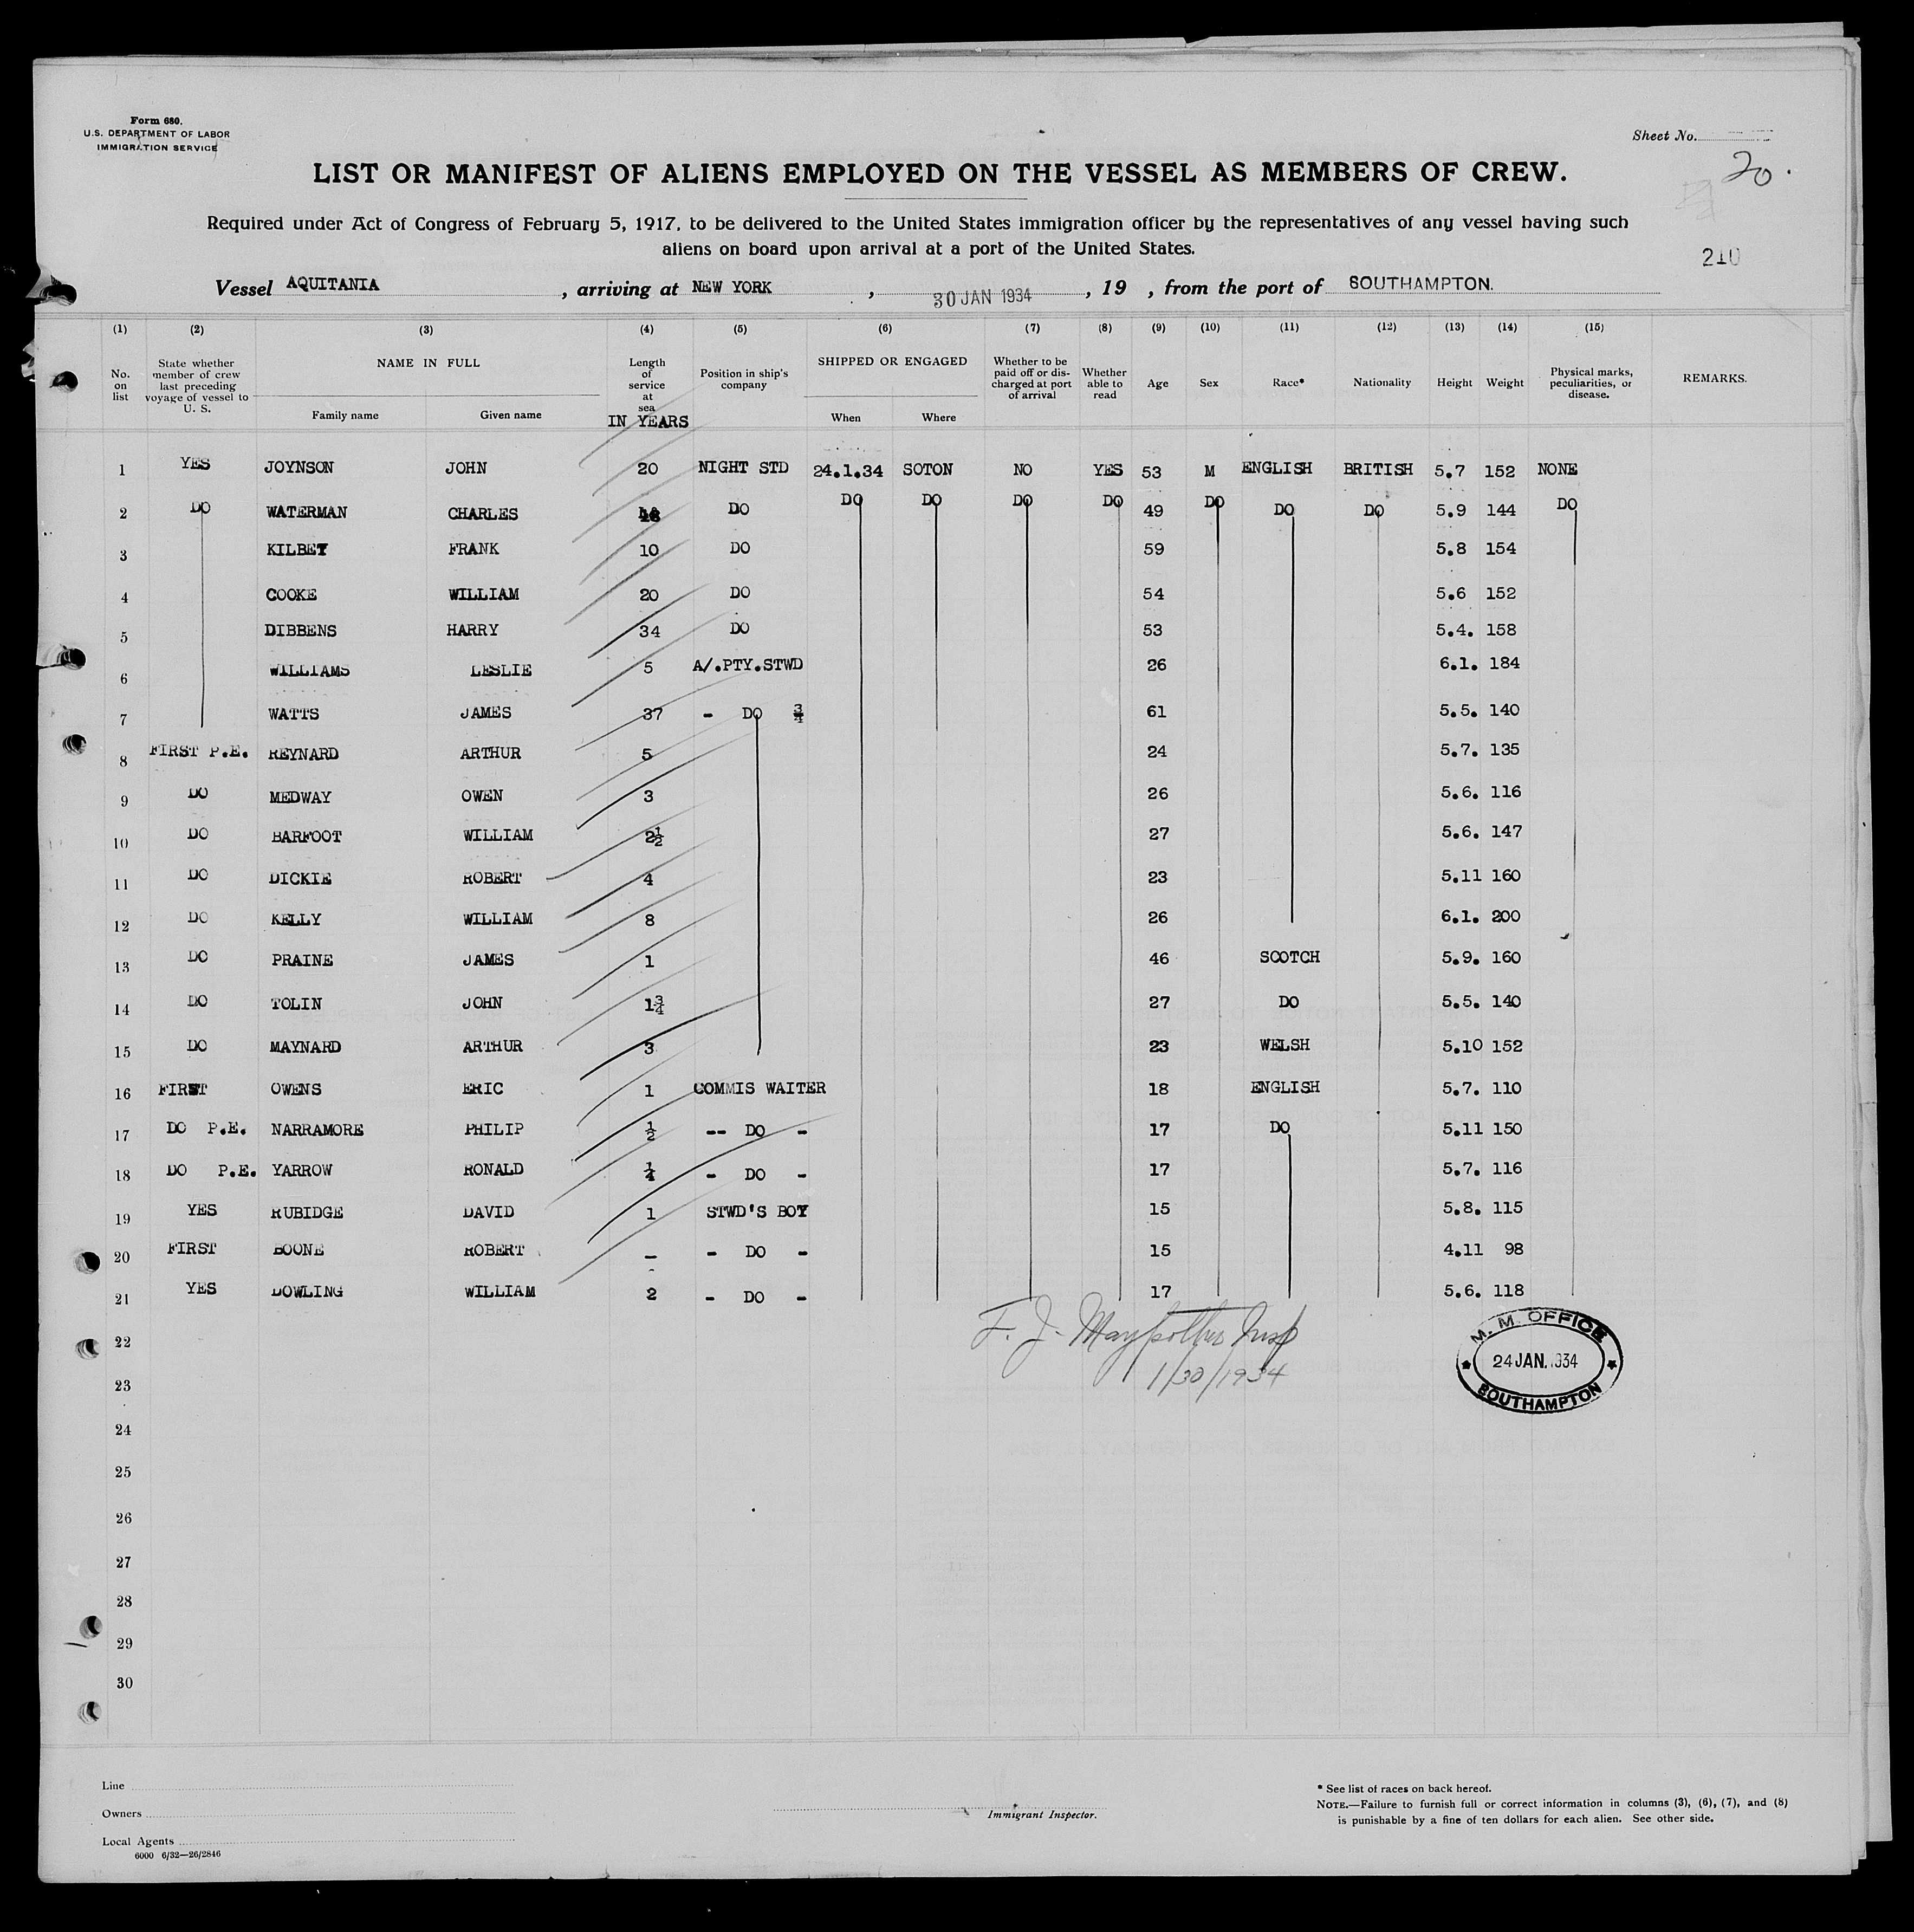 Form 680.
U.S. DEPARTMENT OF LABOR
IMMIGRATION SERVICE
Sheet No.
20.
LIST OR MANIFEST OF ALIENS EMPLOYED ON THE VESSEL AS MEMBERS OF CREW.
Required under Act of Congress of February 5, 1917, to be delivered to the United States immigration officer by the representatives of any vessel having such
aliens on board upon arrival at a port of the United States.
210
Vessel AQUITANIA, arriving at NEW YORK, 30 JAN 1934, 19 , from the port of SOUTHAMPTON.
(1) (2) (3) (4) (5) (6) (7) (8) (9) (10) (11) (12) (13) (14) (15)
No. on list State whether member of crew last preceding voyage of vessel to U. S. NAME IN FULL Family name Given name Length of service at sea IN YEARS Position in ship's company SHIPPED OR ENGAGED When Where Whether to be paid off or discharged at port of arrival Whether able to read Age Sex Race* Nationality Height Weight Physical marks, peculiarities, or disease. REMARKS.
1 YES JOYNSON JOHN 20 NIGHT STD 24.1.34 SOTON NO YES 53 M ENGLISH BRITISH 5.7 152 NONE
2 DO WATERMAN CHARLES DO DO DO DO DO 49 DO DO DO 5.9 144 DO
3 KILBEY FRANK 10 DO 59 5.8 154
4 COOKE WILLIAM 20 DO 54 5.6 152
5 DIBBENS HARRY 34 DO 53 5.4. 158
6 WILLIAMS LESLIE 5 A/.PTY.STWD 26 6.1. 184
7 WATTS JAMES 37 - DO 3/4 61 5.5. 140
8 FIRST P.E. REYNARD ARTHUR 5 24 5.7. 135
9 DO MEDWAY OWEN 3 26 5.6. 116
10 DO BARFOOT WILLIAM 2½ 27 5.6. 147
11 DO DICKIE ROBERT 4 23 5.11 160
12 DO KELLY WILLIAM 8 26 6.1. 200
13 DO PRAINE JAMES 1 46 SCOTCH 5.9. 160
14 DO TOLIN JOHN 1¾ 27 DO 5.5. 140
15 DO MAYNARD ARTHUR 3 23 WELSH 5.10 152
16 FIRST OWENS ERIC 1 COMMIS WAITER 18 ENGLISH 5.7. 110
17 DO P.E. NARRAMORE PHILIP ½ -- DO - 17 DO 5.11 150
18 DO P.E. YARROW RONALD ¼ - DO - 17 5.7. 116
19 YES RUBIDGE DAVID 1 STWD'S BOY 15 5.8. 115
20 FIRST BOONE ROBERT — - DO - 15 4.11 98
21 YES DOWLING WILLIAM 2 - DO - 17 5.6. 118
22
F. J. Insp
1/30/1934
M. M. OFFICE
24 JAN. 1934
SOUTHAMPTON
23
24
25
26
27
28
29
30
Line
Owners
Local Agents
6000 6/32—26/2846
Immigrant Inspector.
* See list of races on back hereof.
NOTE.—Failure to furnish full or correct information in columns (3), (6), (7), and (8)
is punishable by a fine of ten dollars for each alien. See other side.